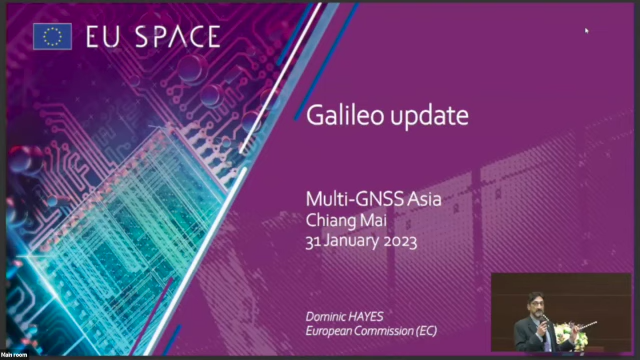 EU SPACE
Galileo update
Multi-GNSS Asia
Chiang Mai
31 January 2023
Dominic HAYES
European Commission (EC)
Main room